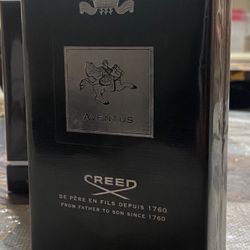 AVENTUS
CREED
DE PÈRE EN FILS DEPUIS 1760
FROM FATHER TO SON SINCE 1760